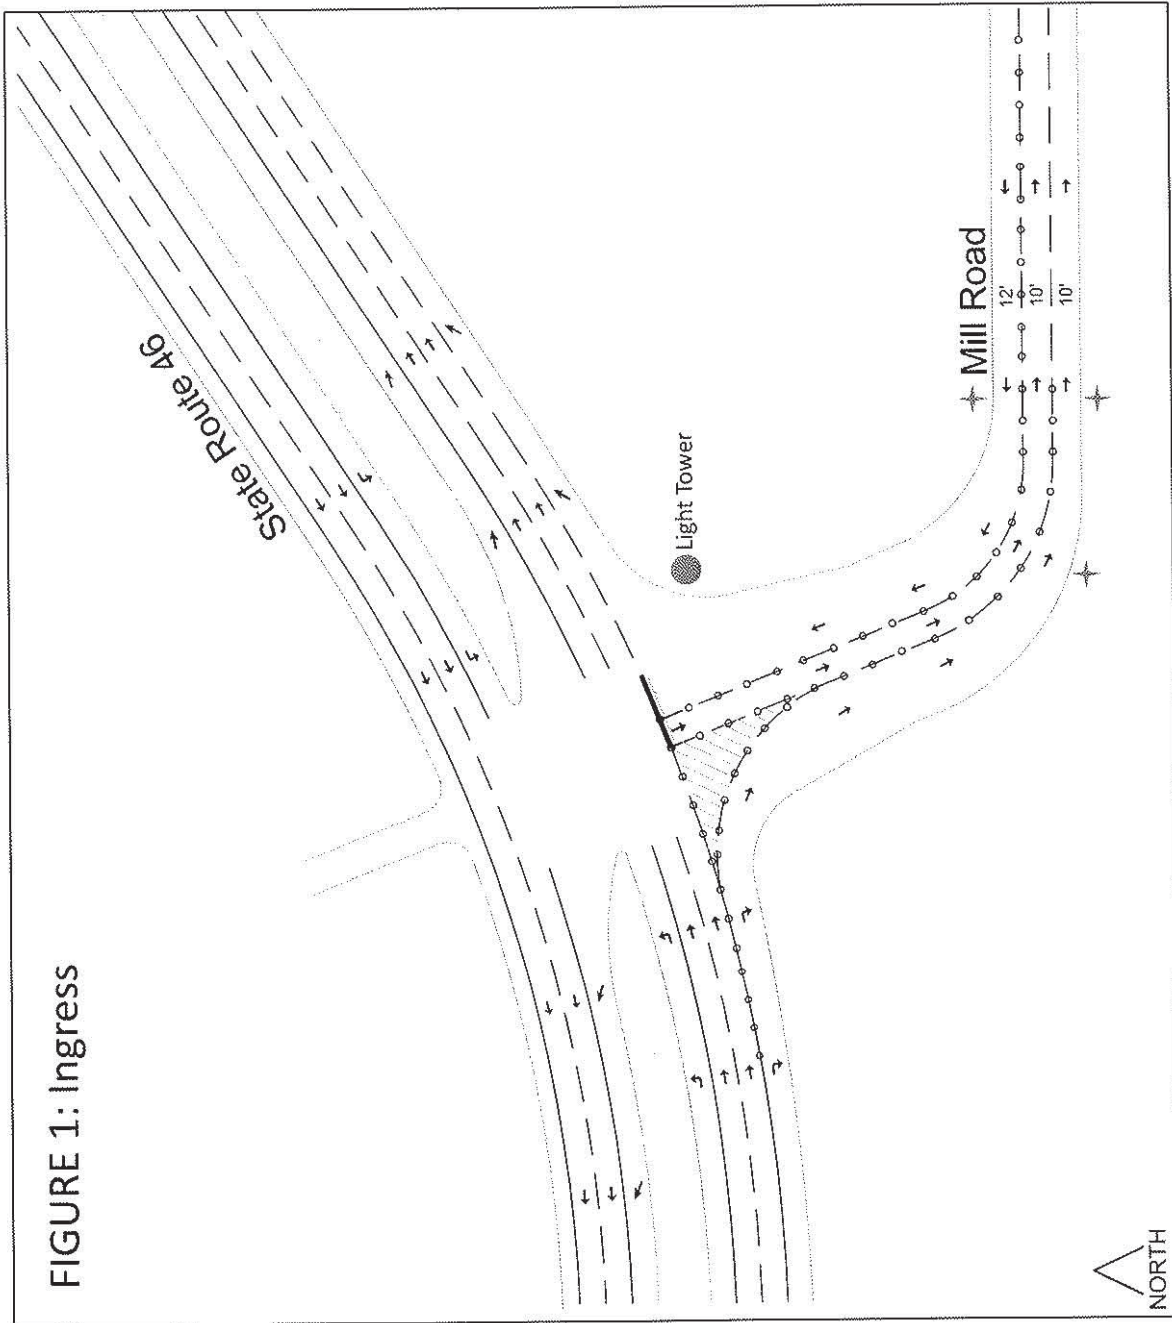 FIGURE 1: Ingress
State Route 46
Light Tower
Mill Road
12'
10'
10'
NORTH